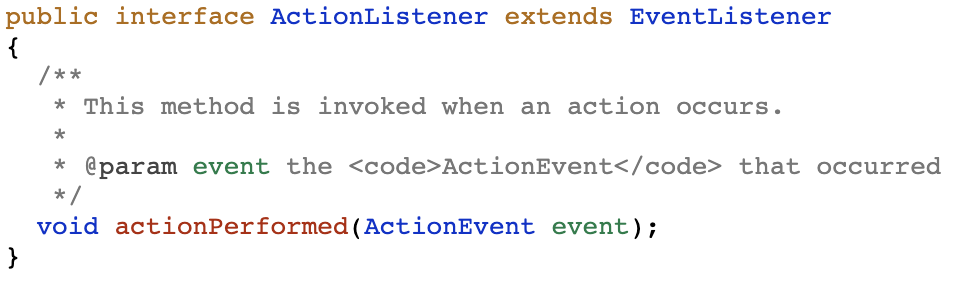 public interface ActionListener extends EventListener
{
  /**
   * This method is invoked when an action occurs.
   *
   * @param event the <code>ActionEvent</code> that occurred
   */
  void actionPerformed(ActionEvent event);
}